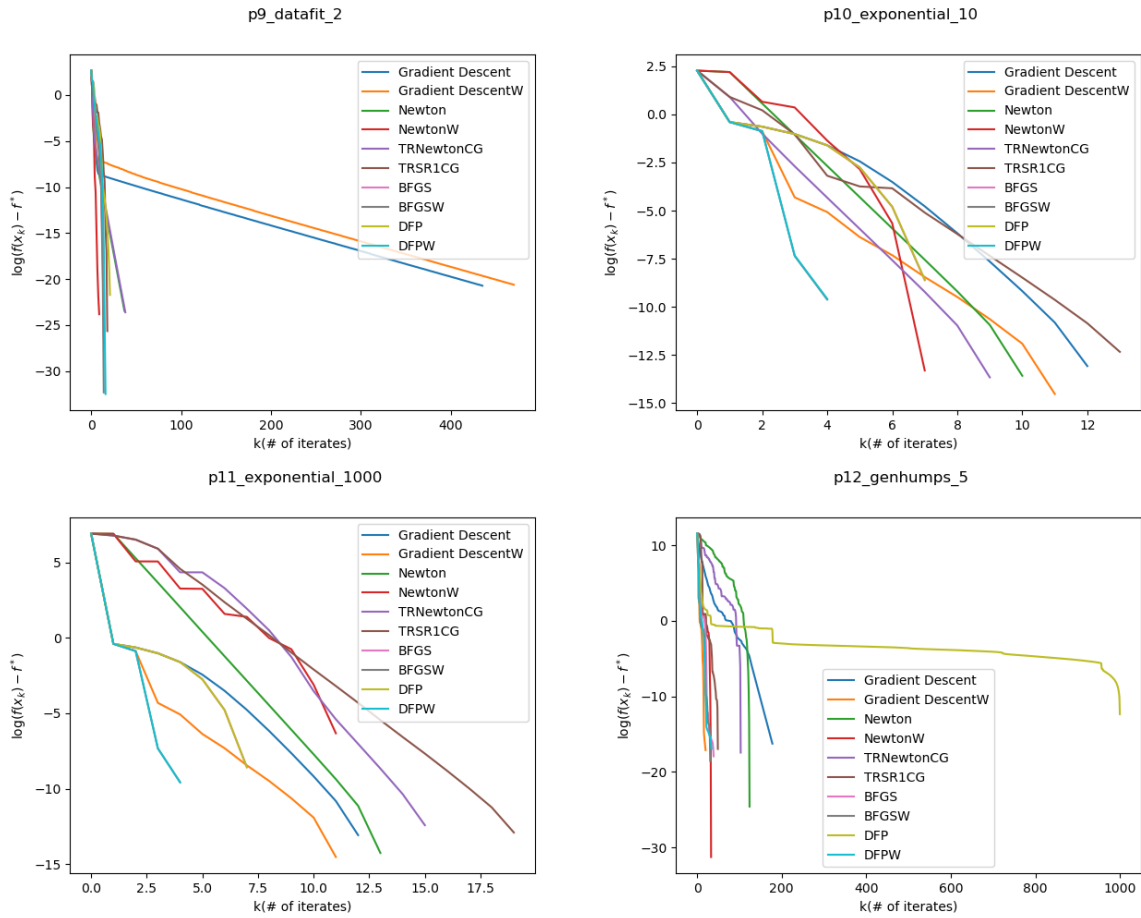 p9_datafit_2
log(f(x_k) − f*)
0
−5
−10
−15
−20
−25
−30
0
100
200
300
400
k(# of iterates)
Gradient Descent
Gradient DescentW
Newton
NewtonW
TRNewtonCG
TRSR1CG
BFGS
BFGSW
DFP
DFPW
p10_exponential_10
log(f(x_k) − f*)
2.5
0.0
−2.5
−5.0
−7.5
−10.0
−12.5
−15.0
0
2
4
6
8
10
12
k(# of iterates)
Gradient Descent
Gradient DescentW
Newton
NewtonW
TRNewtonCG
TRSR1CG
BFGS
BFGSW
DFP
DFPW
p11_exponential_1000
log(f(x_k) − f*)
5
0
−5
−10
−15
0.0
2.5
5.0
7.5
10.0
12.5
15.0
17.5
k(# of iterates)
Gradient Descent
Gradient DescentW
Newton
NewtonW
TRNewtonCG
TRSR1CG
BFGS
BFGSW
DFP
DFPW
p12_genhumps_5
log(f(x_k) − f*)
10
0
−10
−20
−30
0
200
400
600
800
1000
k(# of iterates)
Gradient Descent
Gradient DescentW
Newton
NewtonW
TRNewtonCG
TRSR1CG
BFGS
BFGSW
DFP
DFPW